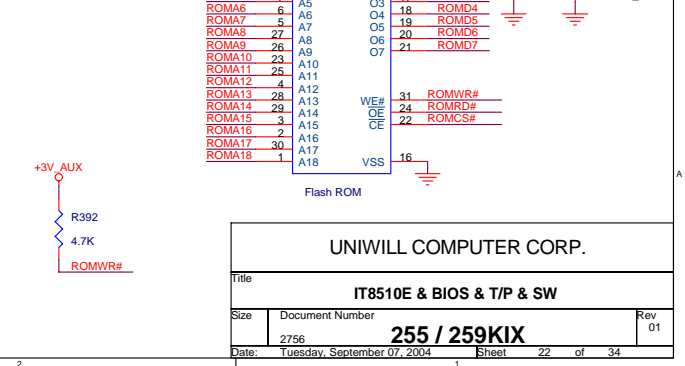 A5 O3
ROMA6 6 A6 O4 18 ROMD4
ROMA7 5 A7 O5 19 ROMD5
ROMA8 27 A8 O6 20 ROMD6
ROMA9 26 A9 O7 21 ROMD7
ROMA10 23 A10
ROMA11 25 A11
ROMA12 4 A12
ROMA13 28 A13 WE# 31 ROMWR#
ROMA14 29 A14 OE 24 ROMRD#
ROMA15 3 A15 CE 22 ROMCS#
ROMA16 2 A16
ROMA17 30 A17
ROMA18 1 A18 VSS 16
Flash ROM
+3V_AUX
R392
4.7K
ROMWR#
A
UNIWILL COMPUTER CORP.
Title
IT8510E & BIOS & T/P & SW
Size Document Number Rev
2756 255 / 259KIX 01
Date: Tuesday, September 07, 2004 Sheet 22 of 34
2 1